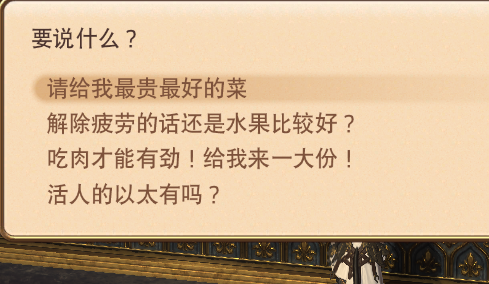 要说什么？
请给我最贵最好的菜
解除疲劳的话还是水果比较好？
吃肉才能有劲！给我来一大份！
活人的以太有吗？